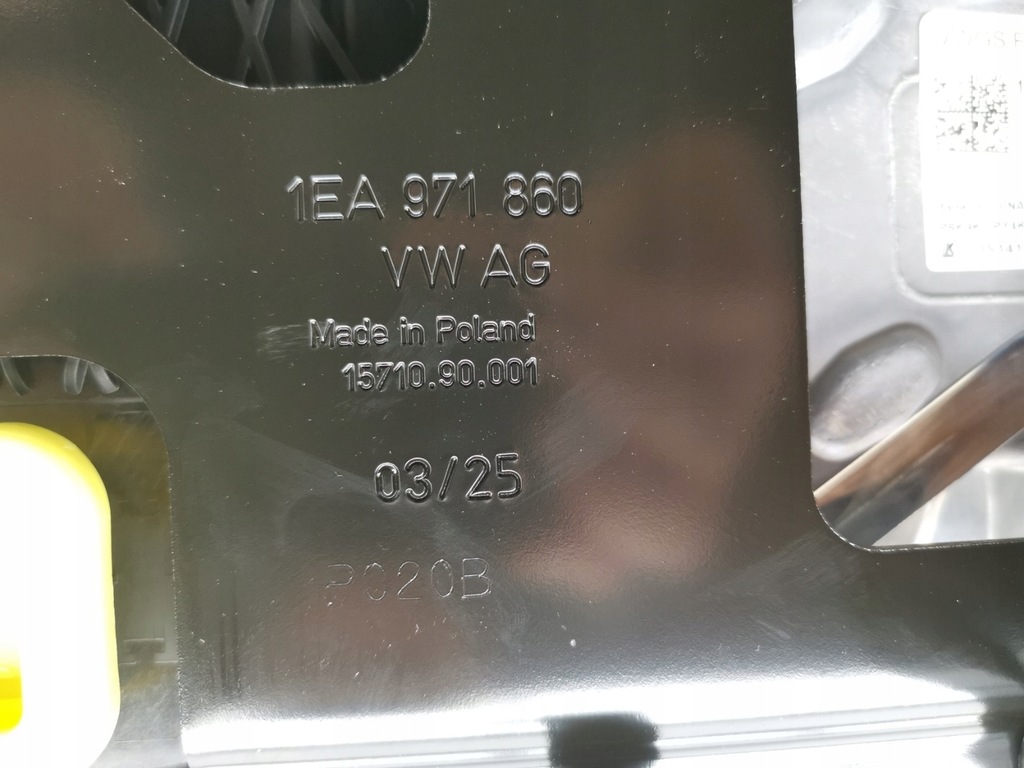 1EA 971 860
VW AG
Made in Poland
15710.90.001
03/25
P020B